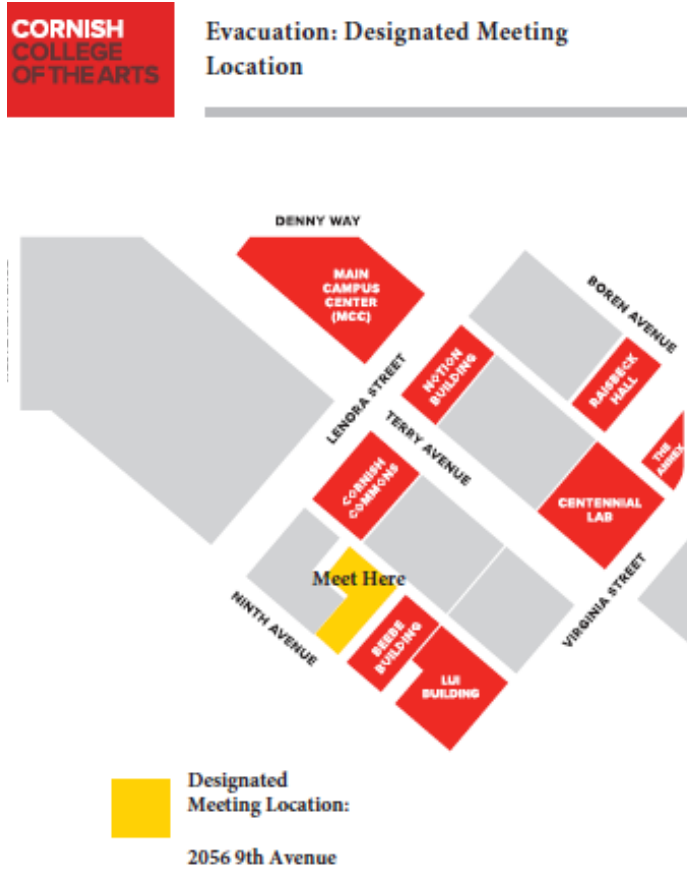 CORNISH
COLLEGE
OF THE ARTS
Evacuation: Designated Meeting
Location
DENNY WAY
MAIN
CAMPUS
CENTER
(MCC)
BOREN AVENUE
NOTION
BUILDING
RAISBECK
HALL
LENORA STREET
TERRY AVENUE
THE
ANNEX
CORNISH
COMMONS
CENTENNIAL
LAB
Meet Here
VIRGINIA STREET
NINTH AVENUE
BEEBE
BUILDING
LUI
BUILDING
Designated
Meeting Location:
2056 9th Avenue